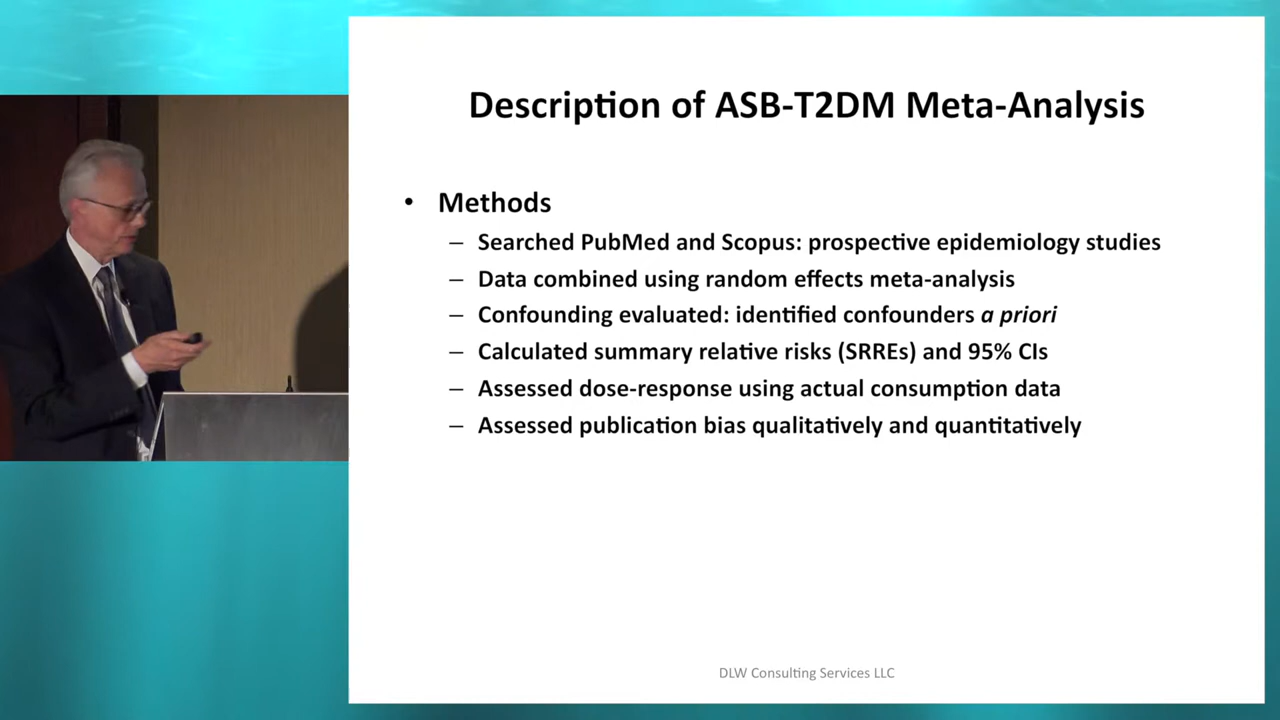 Description of ASB-T2DM Meta-Analysis
• Methods
– Searched PubMed and Scopus: prospective epidemiology studies
– Data combined using random effects meta-analysis
– Confounding evaluated: identified confounders a priori
– Calculated summary relative risks (SRREs) and 95% CIs
– Assessed dose-response using actual consumption data
– Assessed publication bias qualitatively and quantitatively
DLW Consulting Services LLC